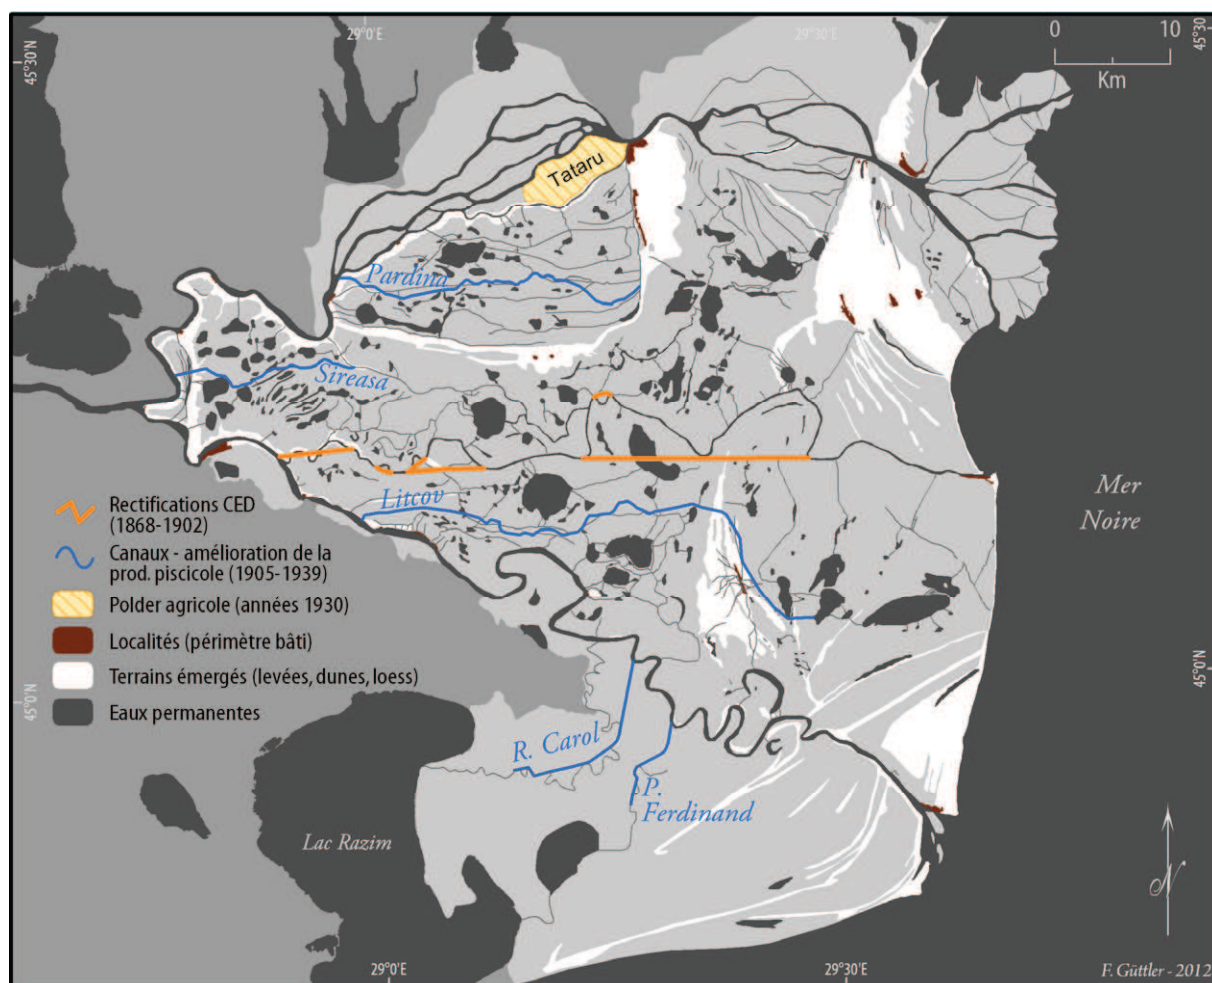 29°0'E
29°30'E
45°30'N
45°30
0 10
Km
Tataru
Pardina
Sireasa
Litcov
Mer
Noire
Rectifications CED
(1868-1902)
Canaux - amélioration de la
prod. piscicole (1905-1939)
Polder agricole (années 1930)
Localités (périmètre bâti)
Terrains émergés (levées, dunes, loess)
Eaux permanentes
45°0'N
45°0'N
R. Carol
P.
Ferdinand
Lac Razim
N
29°0'E
29°30'E
F. Güttler - 2012